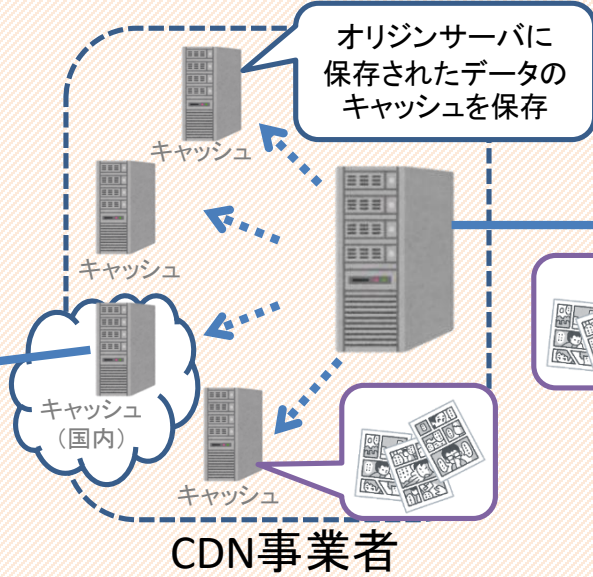 オリジンサーバに
保存されたデータの
キャッシュを保存
キャッシュ
キャッシュ
キャッシュ
（国内）
キャッシュ
CDN事業者